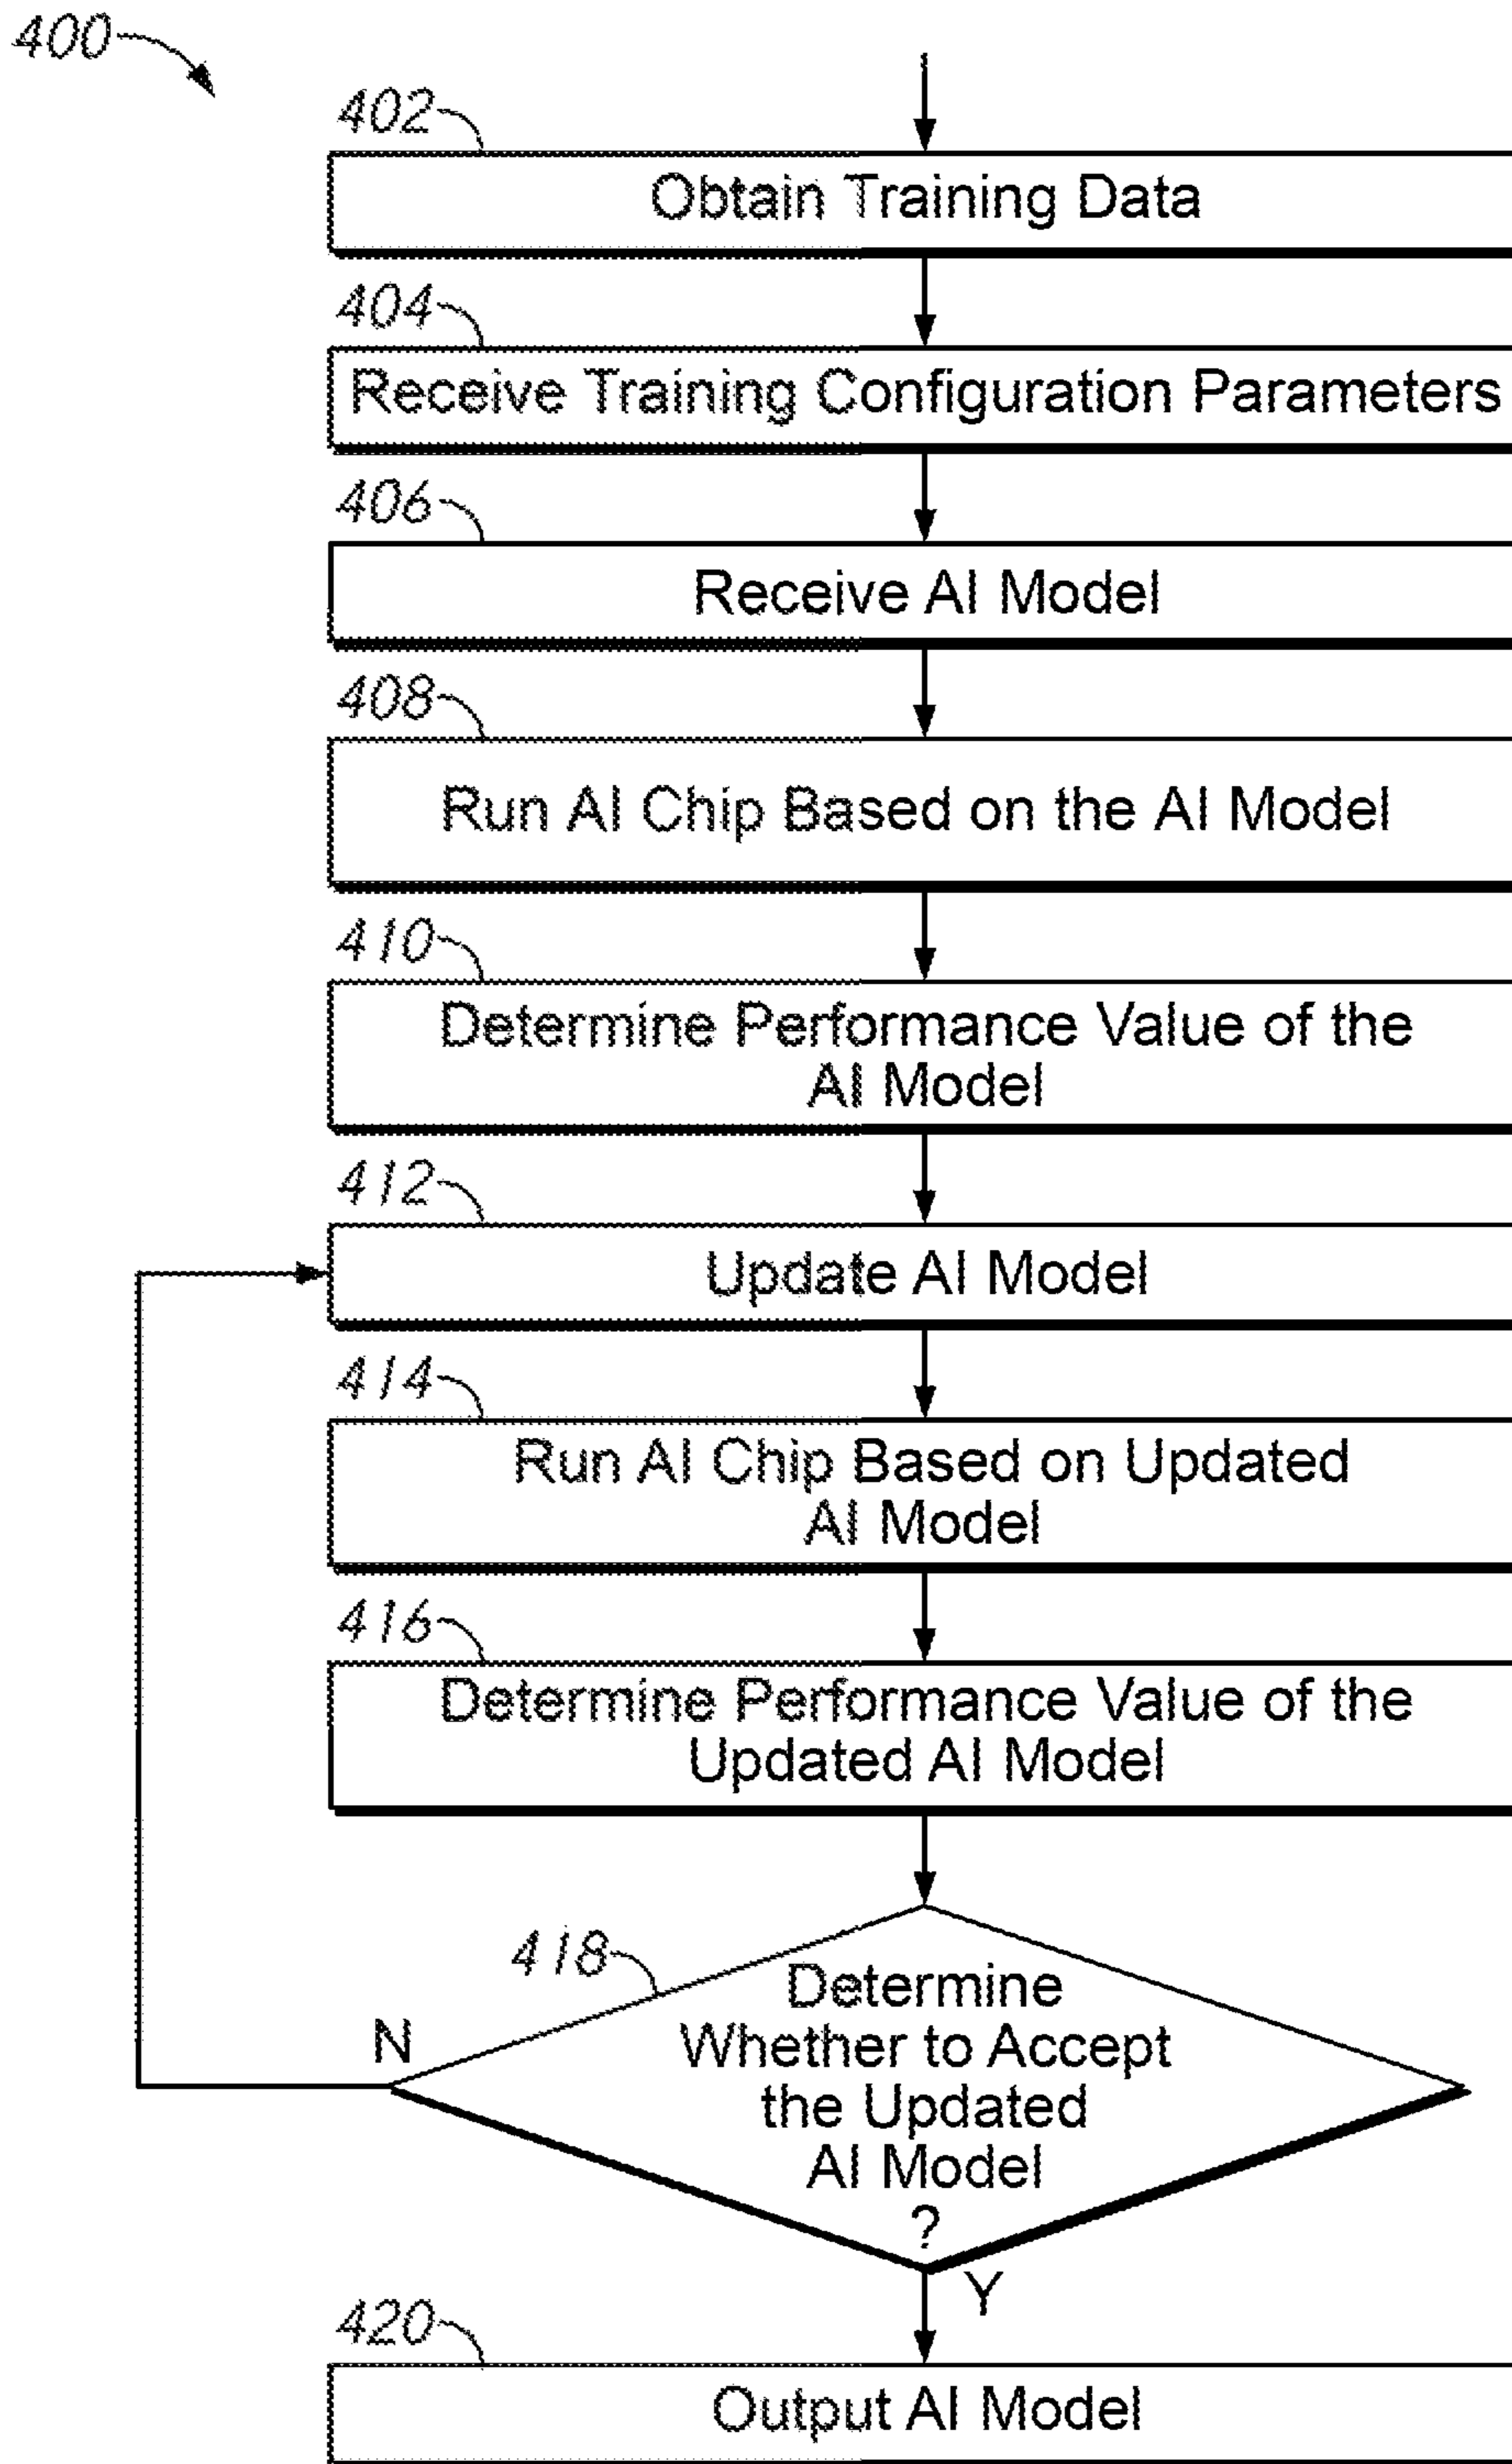 400
402
Obtain Training Data
404
Receive Training Configuration Parameters
406
Receive AI Model
408
Run AI Chip Based on the AI Model
410
Determine Performance Value of the
AI Model
412
Update AI Model
414
Run AI Chip Based on Updated
AI Model
416
Determine Performance Value of the
Updated AI Model
418
Determine
Whether to Accept
the Updated
AI Model
?
N
Y
420
Output AI Model